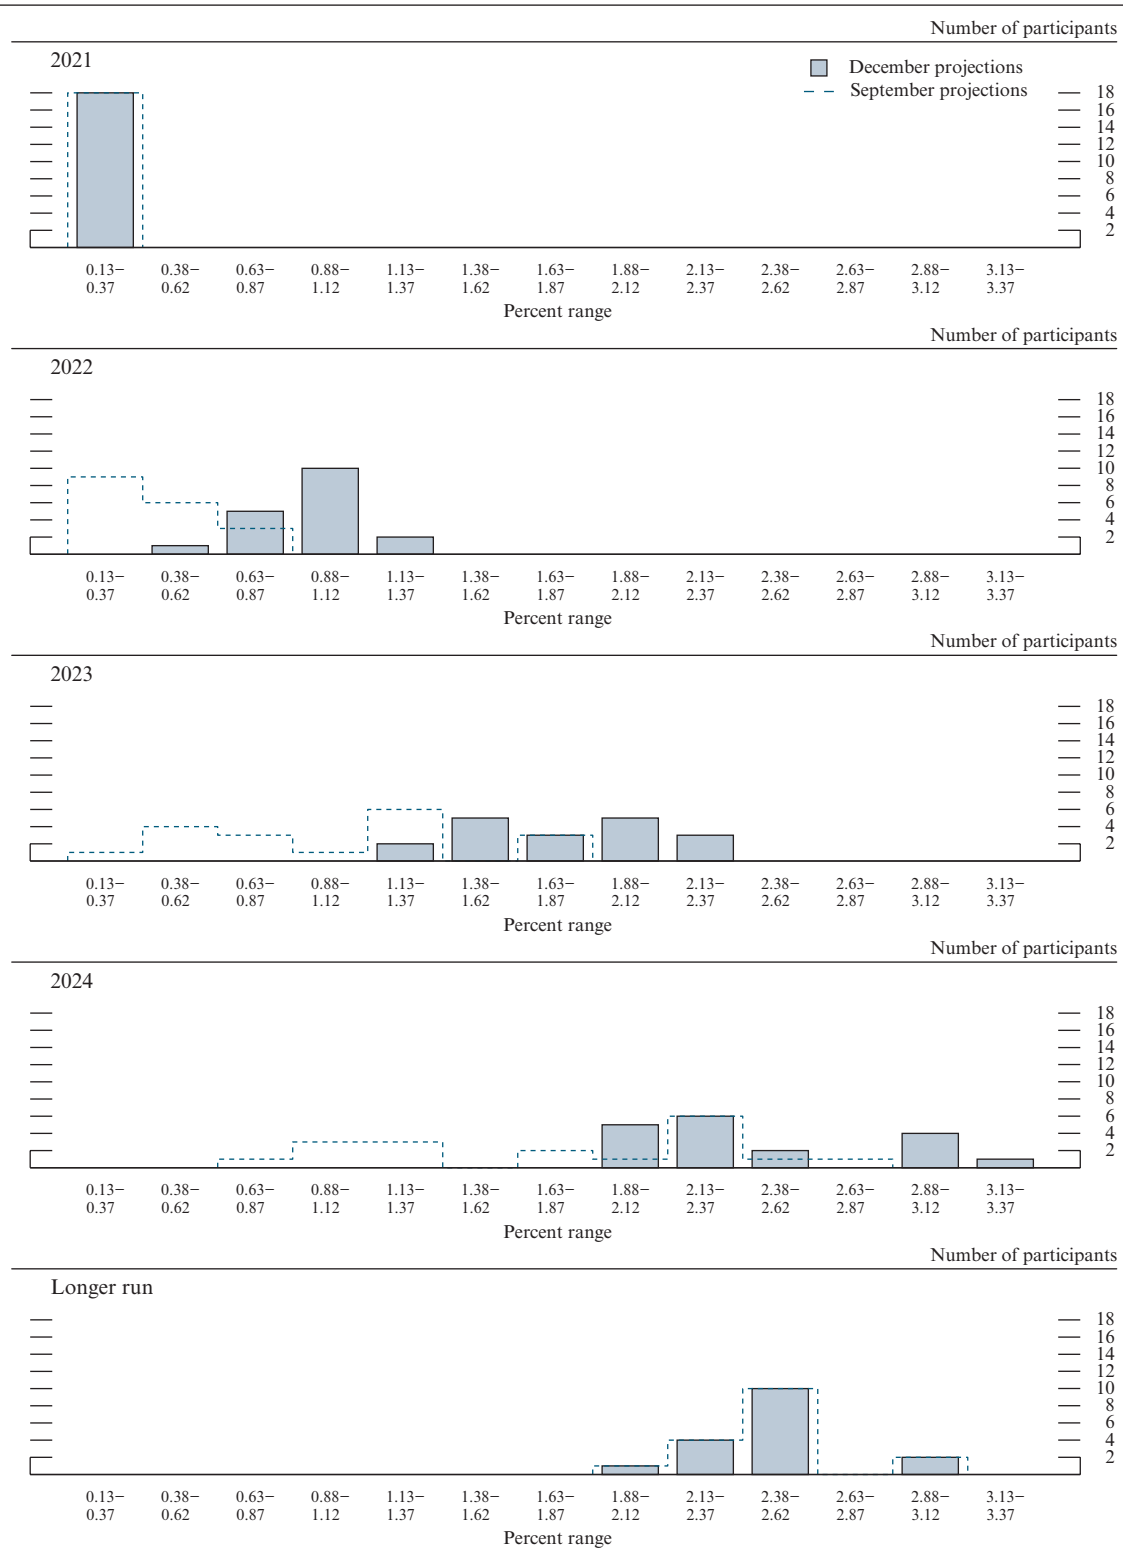 Number of participants
2021
December projections
September projections
18
16
14
12
10
8
6
4
2
0.13− 0.38− 0.63− 0.88− 1.13− 1.38− 1.63− 1.88− 2.13− 2.38− 2.63− 2.88− 3.13−
0.37 0.62 0.87 1.12 1.37 1.62 1.87 2.12 2.37 2.62 2.87 3.12 3.37
Percent range
Number of participants
2022
18
16
14
12
10
8
6
4
2
0.13− 0.38− 0.63− 0.88− 1.13− 1.38− 1.63− 1.88− 2.13− 2.38− 2.63− 2.88− 3.13−
0.37 0.62 0.87 1.12 1.37 1.62 1.87 2.12 2.37 2.62 2.87 3.12 3.37
Percent range
Number of participants
2023
18
16
14
12
10
8
6
4
2
0.13− 0.38− 0.63− 0.88− 1.13− 1.38− 1.63− 1.88− 2.13− 2.38− 2.63− 2.88− 3.13−
0.37 0.62 0.87 1.12 1.37 1.62 1.87 2.12 2.37 2.62 2.87 3.12 3.37
Percent range
Number of participants
2024
18
16
14
12
10
8
6
4
2
0.13− 0.38− 0.63− 0.88− 1.13− 1.38− 1.63− 1.88− 2.13− 2.38− 2.63− 2.88− 3.13−
0.37 0.62 0.87 1.12 1.37 1.62 1.87 2.12 2.37 2.62 2.87 3.12 3.37
Percent range
Number of participants
Longer run
18
16
14
12
10
8
6
4
2
0.13− 0.38− 0.63− 0.88− 1.13− 1.38− 1.63− 1.88− 2.13− 2.38− 2.63− 2.88− 3.13−
0.37 0.62 0.87 1.12 1.37 1.62 1.87 2.12 2.37 2.62 2.87 3.12 3.37
Percent range